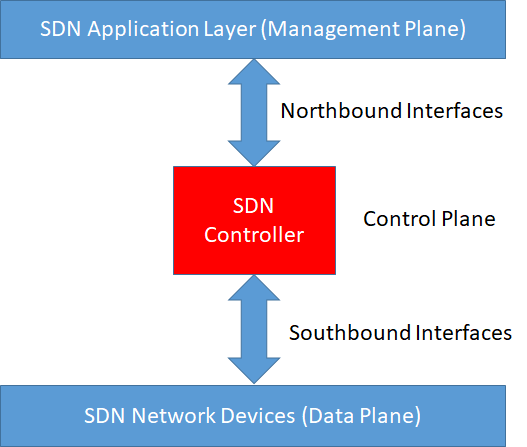 SDN Application Layer (Management Plane)
Northbound Interfaces
SDN
Controller
Control Plane
Southbound Interfaces
SDN Network Devices (Data Plane)